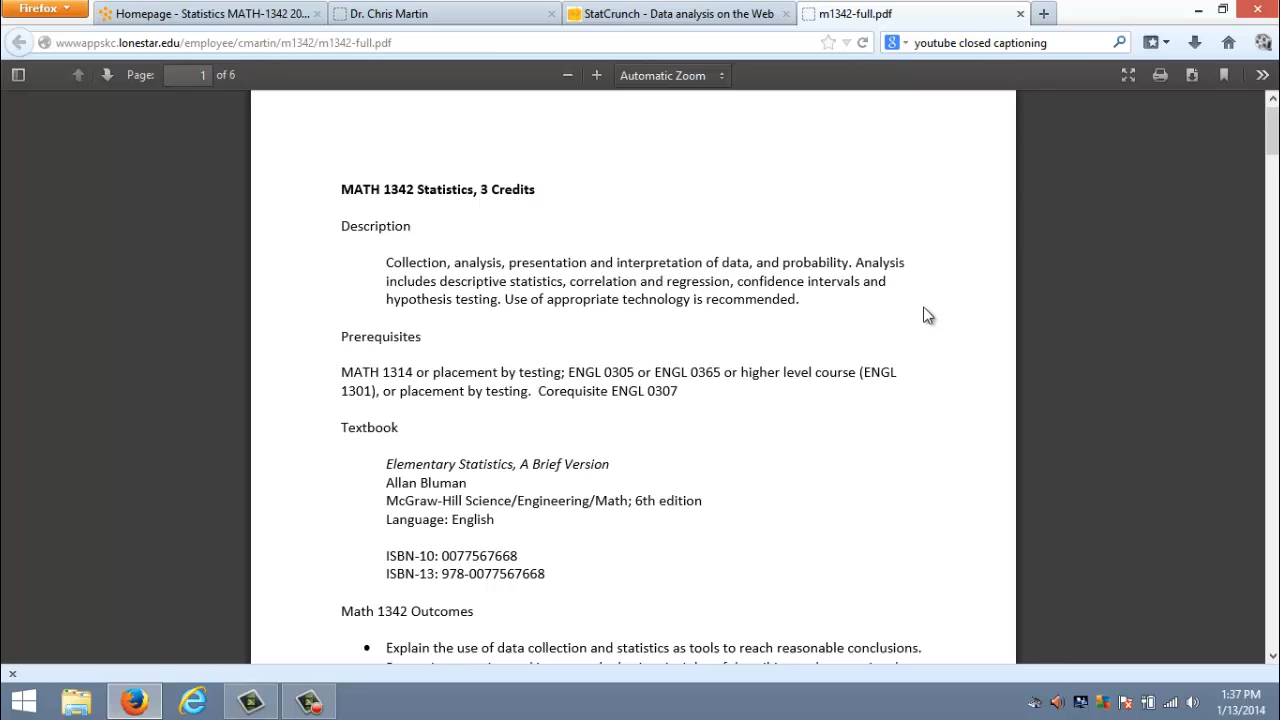 Firefox
Homepage - Statistics MATH-1342 20...
Dr. Chris Martin
StatCrunch - Data analysis on the Web
m1342-full.pdf
wwwappskc.lonestar.edu/employee/cmartin/m1342/m1342-full.pdf
8
youtube closed captioning
Page: 1 of 6
Automatic Zoom
MATH 1342 Statistics, 3 Credits
Description
Collection, analysis, presentation and interpretation of data, and probability. Analysis
includes descriptive statistics, correlation and regression, confidence intervals and
hypothesis testing. Use of appropriate technology is recommended.
Prerequisites
MATH 1314 or placement by testing; ENGL 0305 or ENGL 0365 or higher level course (ENGL
1301), or placement by testing.  Corequisite ENGL 0307
Textbook
Elementary Statistics, A Brief Version
Allan Bluman
McGraw-Hill Science/Engineering/Math; 6th edition
Language: English
ISBN-10: 0077567668
ISBN-13: 978-0077567668
Math 1342 Outcomes
• Explain the use of data collection and statistics as tools to reach reasonable conclusions.
1:37 PM
1/13/2014